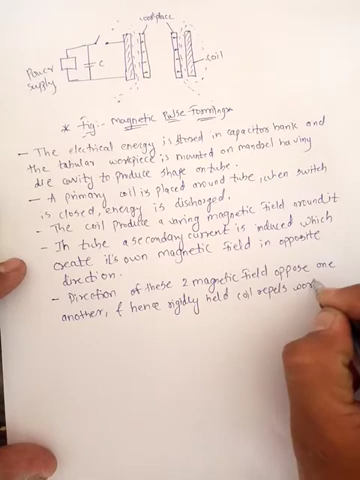 workplace
Power
supply
C
coil
* Fig:- Magnetic Pulse Forming *
- The electrical energy is stored in capacitor bank and
the tabular workpiece is mounted on mandrel having
die cavity to produce shape on tube.
- A primary coil is placed around tube, when switch
is closed, energy is discharged.
- The coil produce a varing magnetic field around it
- In tube a secondary current is induced which
create it's own magnetic field in opposite
direction.
- Direction of these 2 magnetic field oppose one
another, & hence rigidly held coil repels wor